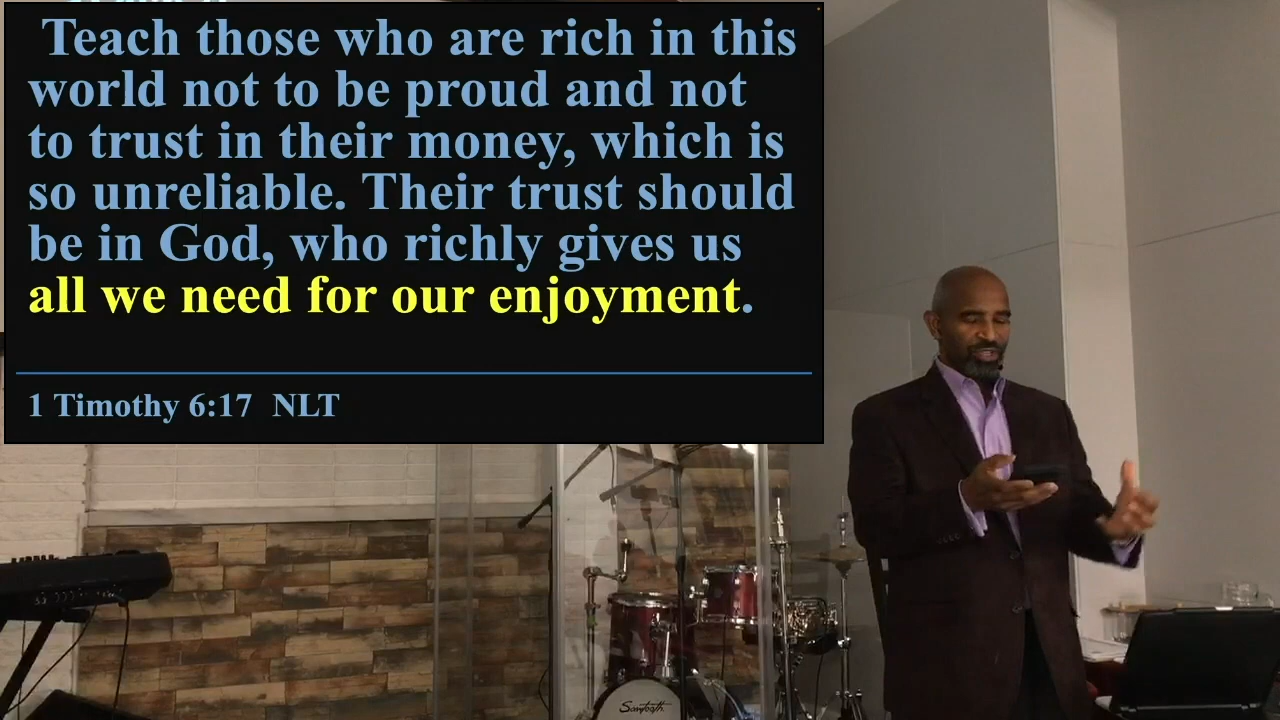 Teach those who are rich in this
world not to be proud and not
to trust in their money, which is
so unreliable. Their trust should
be in God, who richly gives us
all we need for our enjoyment.
1 Timothy 6:17 NLT
Sawtooth